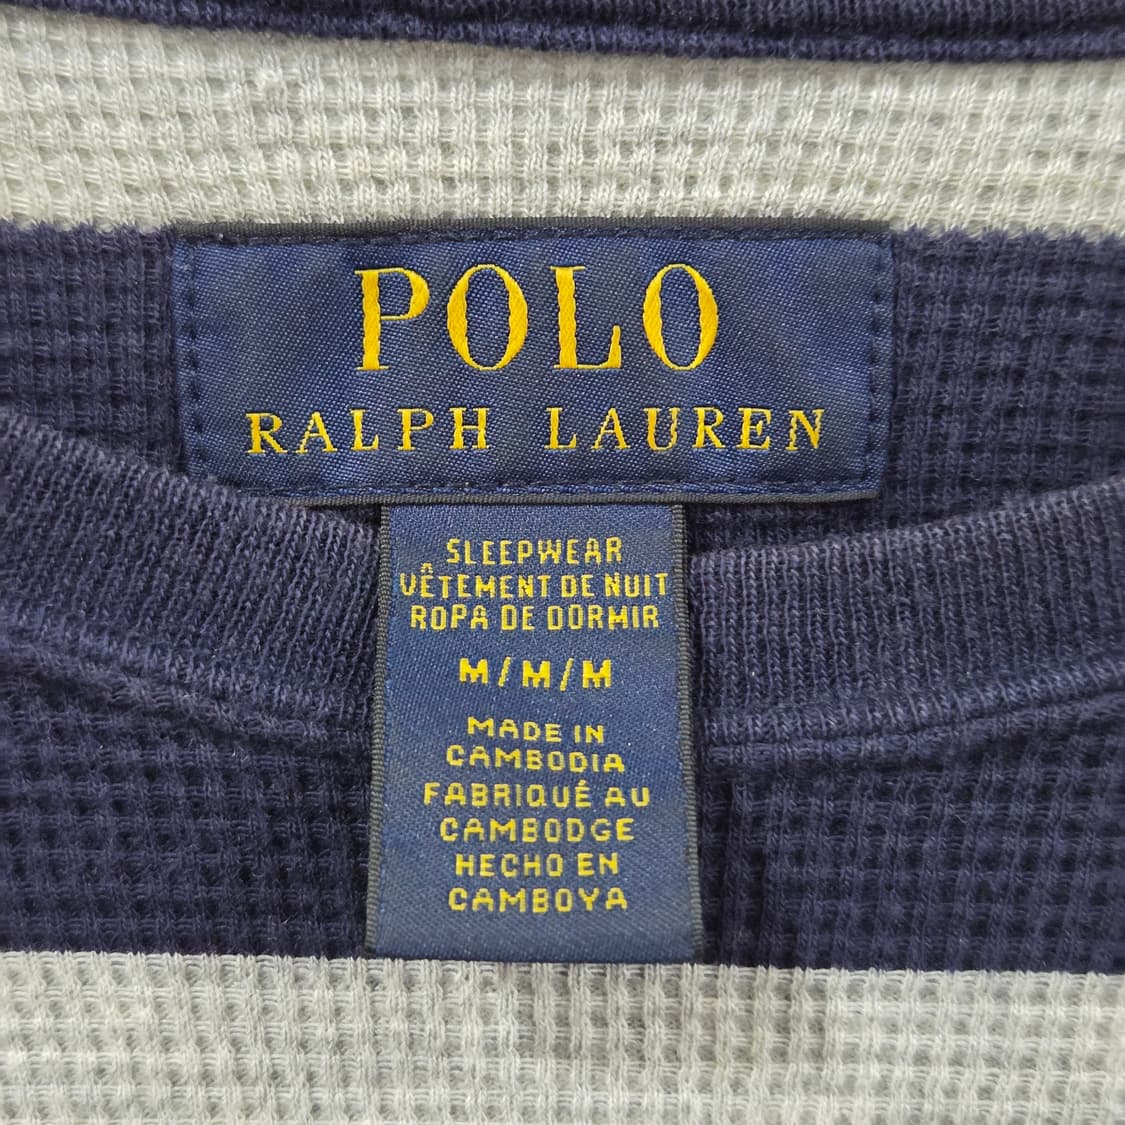 POLO
RALPH LAUREN
SLEEPWEAR
VÊTEMENT DE NUIT
ROPA DE DORMIR
M/M/M
MADE IN
CAMBODIA
FABRIQUÉ AU
CAMBODGE
HECHO EN
CAMBOYA